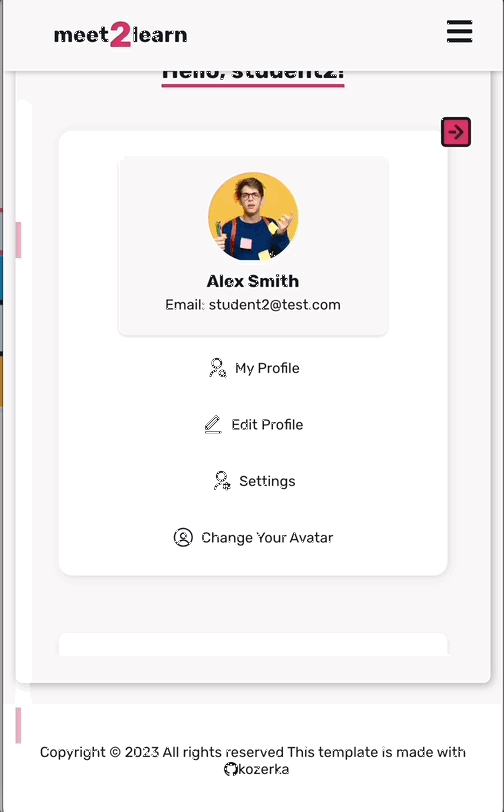 meet2learn
Hello, student2!
Alex Smith
Email: student2@test.com
My Profile
Edit Profile
Settings
Change Your Avatar
Copyright © 2023 All rights reserved This template is made with
kozerka